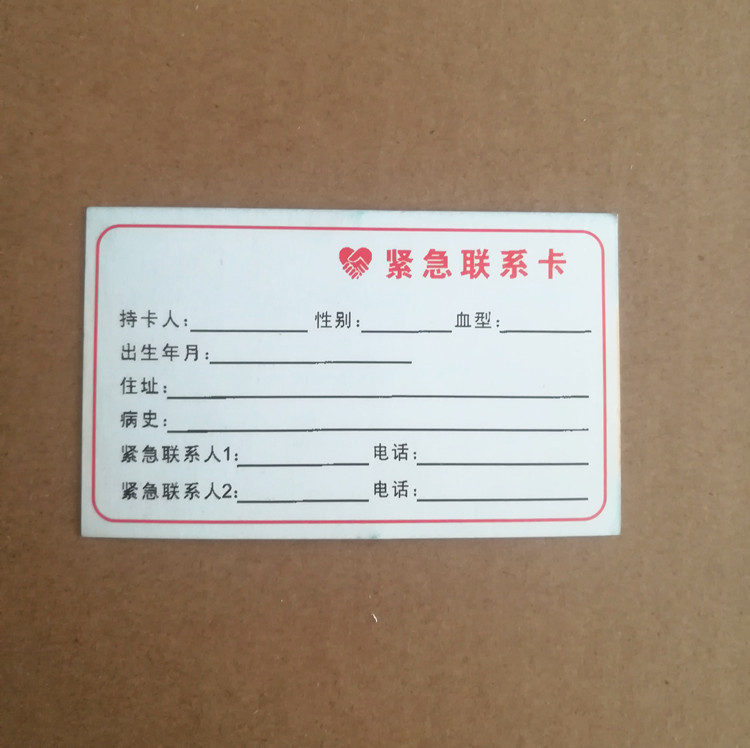 紧急联系卡
持卡人: 性别: 血型:
出生年月:
住址:
病史:
紧急联系人1: 电话:
紧急联系人2: 电话: